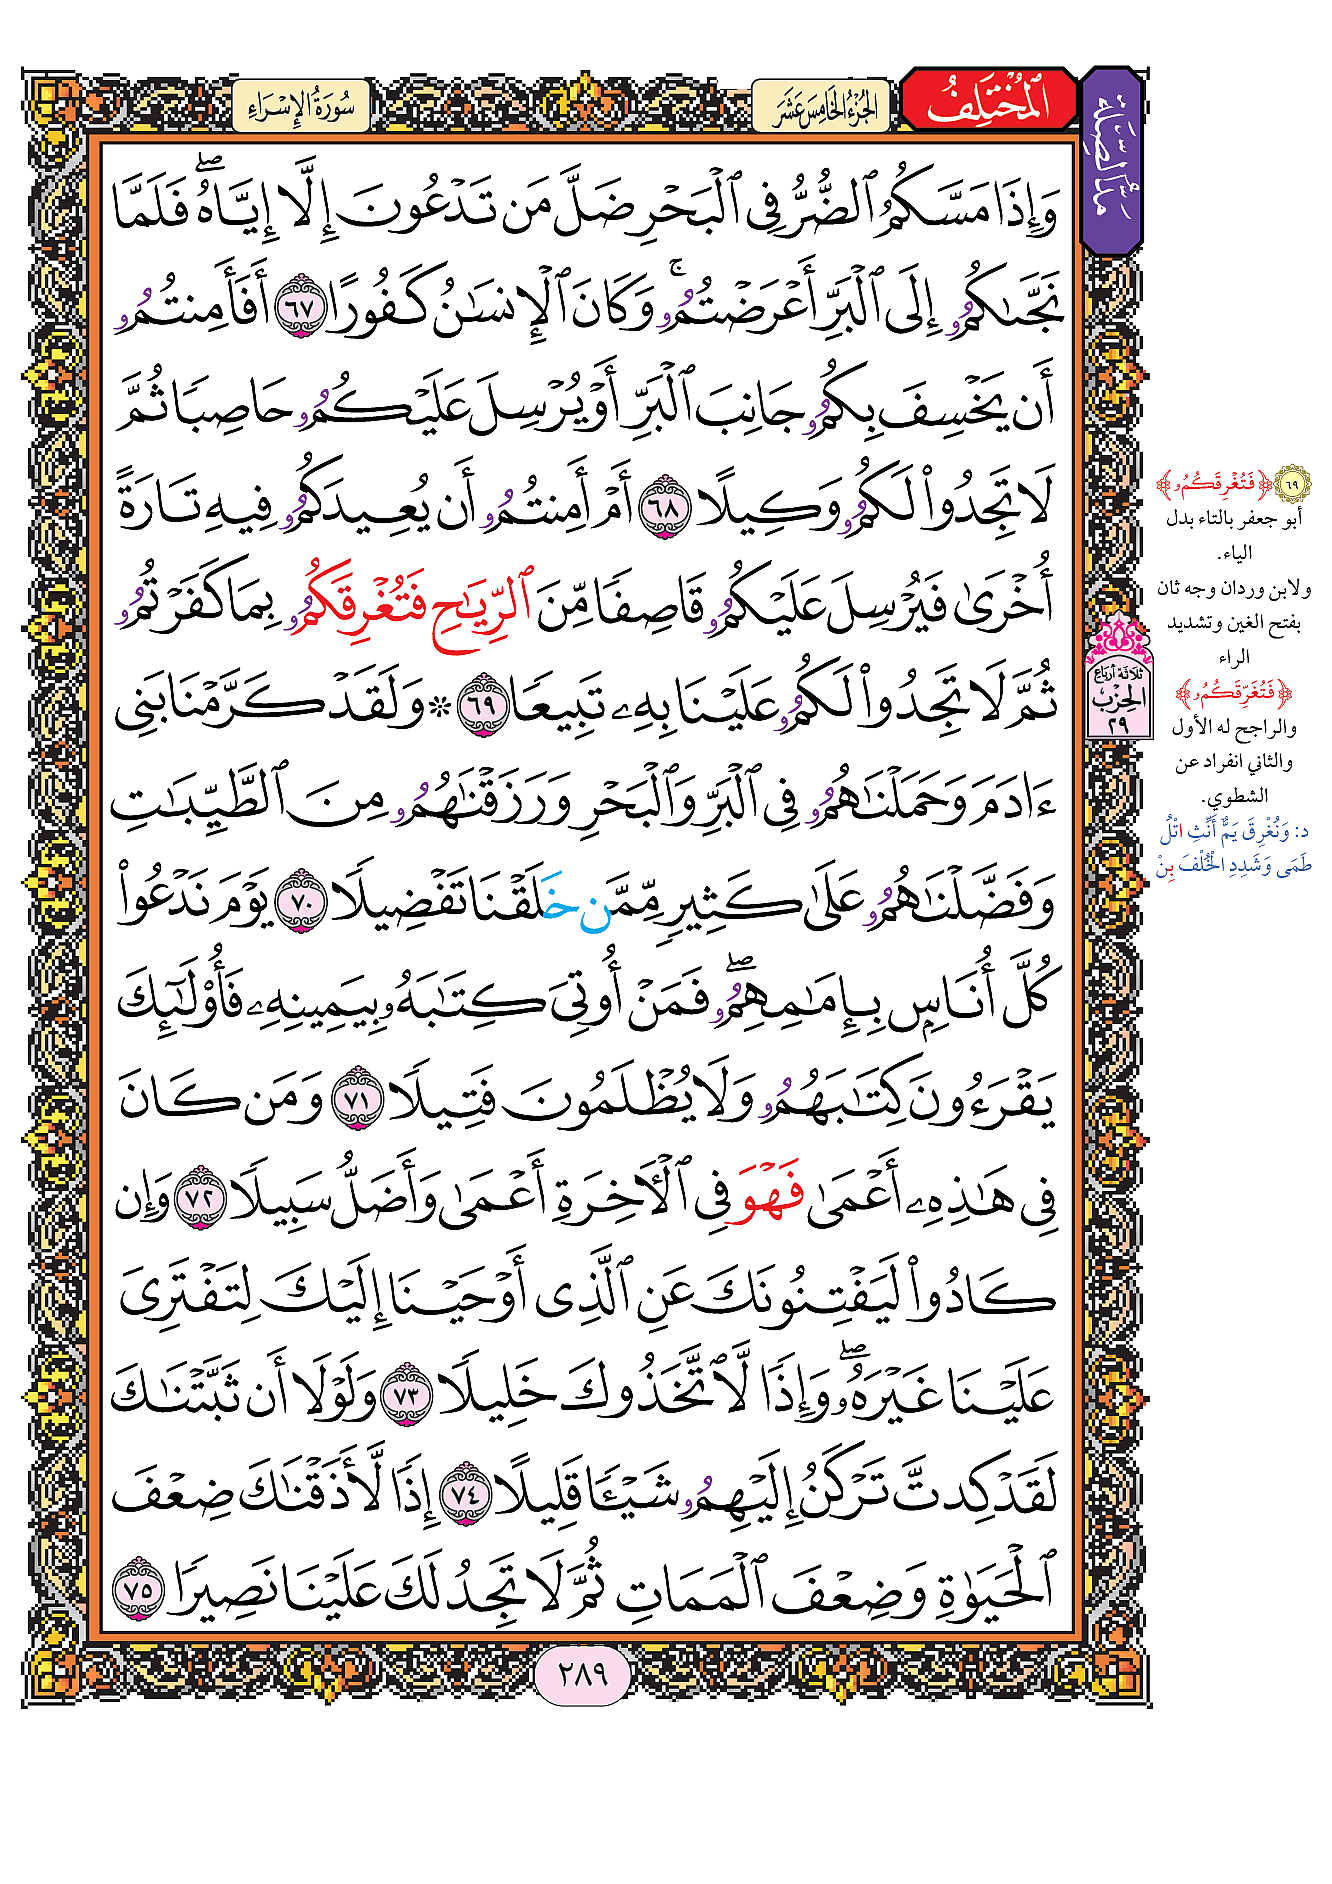 سُورَةُ الإِسْرَاءِ
الجُزْءُ الخَامِسَ عَشَرَ
المُخْتَلِفُ
مَدُّ الصِّلَةِ
وَإِذَا مَسَّكُمُ ٱلضُّرُّ فِى ٱلْبَحْرِ ضَلَّ مَن تَدْعُونَ إِلَّآ إِيَّاهُ ۖ فَلَمَّا
نَجَّىٰكُمُۥ إِلَى ٱلْبَرِّ أَعْرَضْتُمُۥ ۚ وَكَانَ ٱلْإِنسَٰنُ كَفُورًا ٦٧ أَفَأَمِنتُمُۥ
أَن يَخْسِفَ بِكُمُۥ جَانِبَ ٱلْبَرِّ أَوْ يُرْسِلَ عَلَيْكُمُۥ حَاصِبًا ثُمَّ
لَا تَجِدُوا۟ لَكُمُۥ وَكِيلًا ٦٨ أَمْ أَمِنتُمُۥ أَن يُعِيدَكُمُۥ فِيهِ تَارَةً
أُخْرَىٰ فَيُرْسِلَ عَلَيْكُمُۥ قَاصِفًا مِّنَ ٱلرِّيَـٰحِ فَتُغْرِقَكُمُۥ بِمَا كَفَرْتُمُۥ
ثُمَّ لَا تَجِدُوا۟ لَكُمُۥ عَلَيْنَا بِهِۦ تَبِيعًا ٦٩ * وَلَقَدْ كَرَّمْنَا بَنِى
ءَادَمَ وَحَمَلْنَٰهُمُۥ فِى ٱلْبَرِّ وَٱلْبَحْرِ وَرَزَقْنَٰهُمُۥ مِنَ ٱلطَّيِّبَٰتِ
وَفَضَّلْنَٰهُمُۥ عَلَىٰ كَثِيرٍ مِّمَّن خَلَقْنَا تَفْضِيلًا ٧٠ يَوْمَ نَدْعُوا۟
كُلَّ أُنَاسٍ بِإِمَٰمِهِمُۥ ۖ فَمَنْ أُوتِىَ كِتَٰبَهُۥ بِيَمِينِهِۦ فَأُو۟لَٰٓئِكَ
يَقْرَءُونَ كِتَٰبَهُمُۥ وَلَا يُظْلَمُونَ فَتِيلًا ٧١ وَمَن كَانَ
فِى هَٰذِهِۦ أَعْمَىٰ فَهْوَ فِى ٱلْأَخِرَةِ أَعْمَىٰ وَأَضَلُّ سَبِيلًا ٧٢ وَإِن
كَادُوا۟ لَيَفْتِنُونَكَ عَنِ ٱلَّذِى أَوْحَيْنَا إِلَيْكَ لِتَفْتَرِىَ
عَلَيْنَا غَيْرَهُۥ ۖ وَإِذًا لَّٱتَّخَذُوكَ خَلِيلًا ٧٣ وَلَوْلَا أَن ثَبَّتْنَٰكَ
لَقَدْ كِدتَّ تَرْكَنُ إِلَيْهِمُۥ شَيْـًٔا قَلِيلًا ٧٤ إِذًا لَّأَذَقْنَٰكَ ضِعْفَ
ٱلْحَيَوٰةِ وَضِعْفَ ٱلْمَمَاتِ ثُمَّ لَا تَجِدُ لَكَ عَلَيْنَا نَصِيرًا ٧٥
٢٨٩
٦٩ ﴿فَتُغْرِقَكُمُۥ﴾
أبو جعفر بالتاء بدل
الياء.
ولابن وردان وجه ثان
بفتح الغين وتشديد
الراء
﴿فَتُغَرِّقَكُمُۥ﴾
والراجح له الأول
والثاني انفراد عن
الشطوي.
د: وَنُغْرِقَ يَمٌّ أَنِّثِ اتْلُ
طَمَى وَشَدِدِ الْخُلْفَ بِنْ
ثلاثة أرباع
الحزب
٢٩